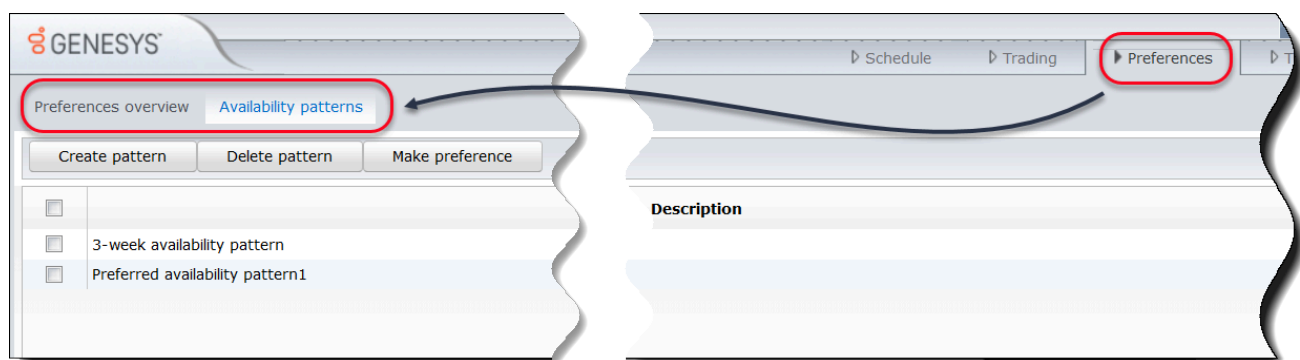 GENESYS
Schedule Trading Preferences
Preferences overview Availability patterns
Create pattern Delete pattern Make preference
Description
3-week availability pattern
Preferred availability pattern1